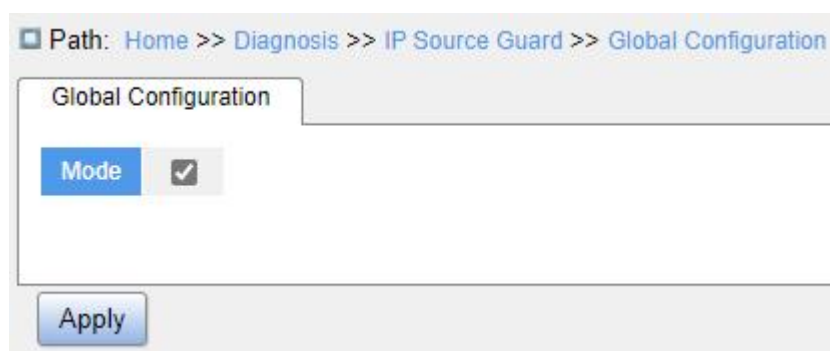 Path: Home >> Diagnosis >> IP Source Guard >> Global Configuration
Global Configuration
Mode
Apply